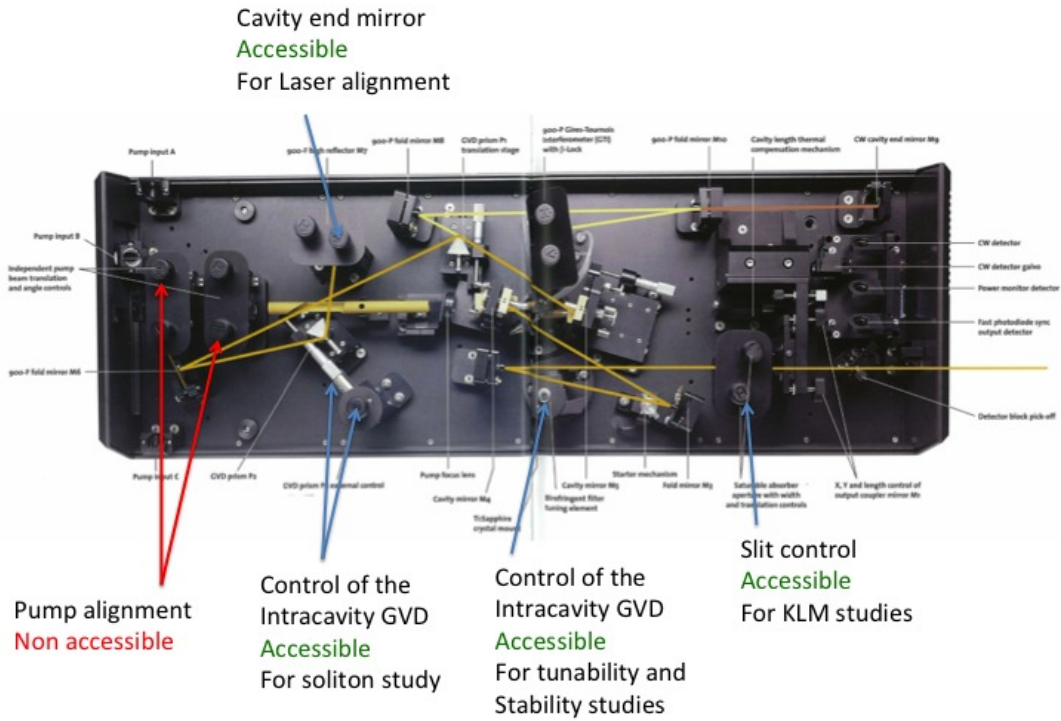 Cavity end mirror
Accessible
For Laser alignment
Pump input A
900-P high reflector M7
900-P fold mirror M8
GVD prism P1
translation stage
900-P Gires-Tournois
Interferometer (GTI)
with β-Lock
900-P fold mirror M10
Cavity length thermal
compensation mechanism
CW cavity end mirror M9
Pump input B
Independent pump
beam translation
and angle controls
900-P fold mirror M6
CW detector
CW detector galvo
Power monitor detector
Fast photodiode sync
output detector
Detector block pick-off
Pump input C
GVD prism P2
GVD prism external control
Pump focus lens
Cavity mirror M4
Ti:Sapphire
crystal mount
Birefringent filter
Tuning element
Cavity mirror M5
Starter mechanism
Fold mirror M3
Saturable absorber
aperture with width
and translation controls
X, Y and length control of
output coupler mirror M1
Pump alignment
Non accessible
Control of the
Intracavity GVD
Accessible
For soliton study
Control of the
Intracavity GVD
Accessible
For tunability and
Stability studies
Slit control
Accessible
For KLM studies